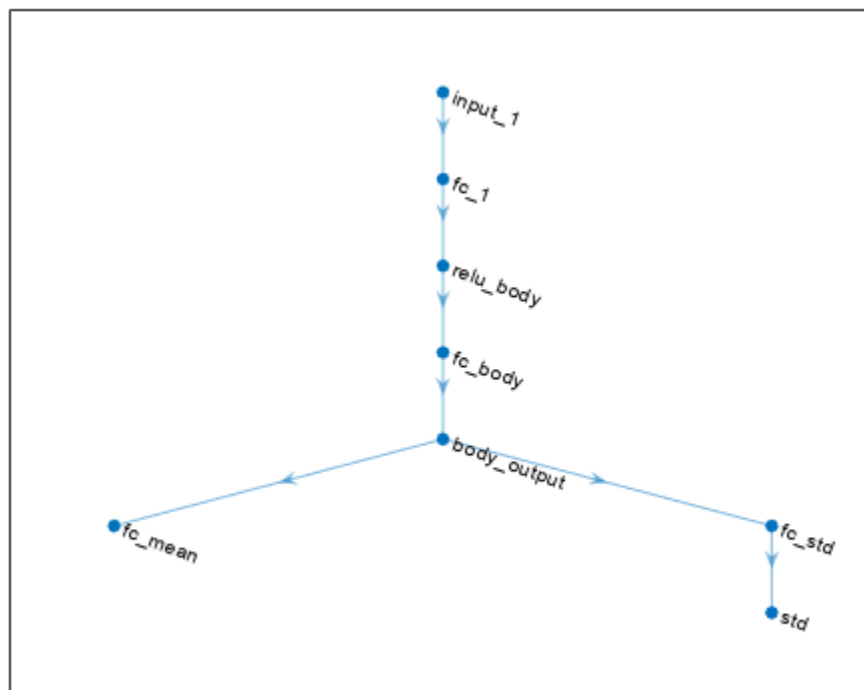 input_1
fc_1
relu_body
fc_body
body_output
fc_mean
fc_std
std